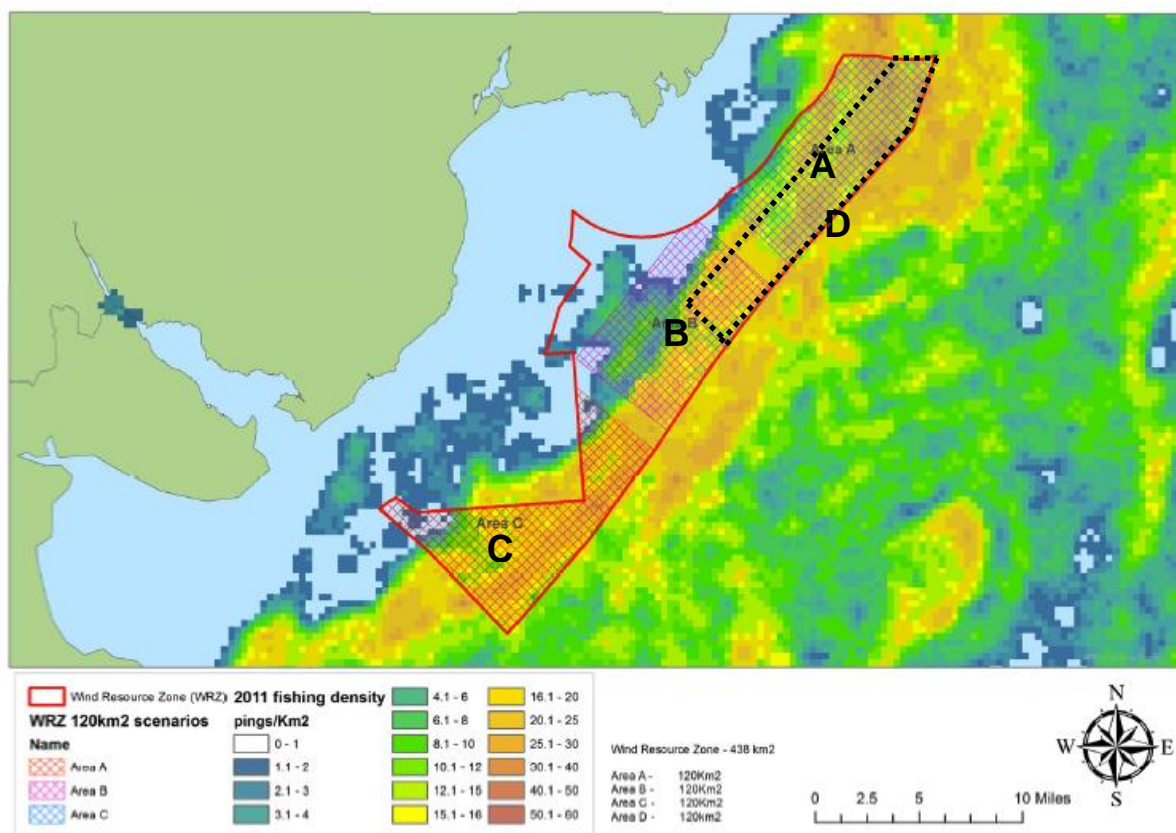 Area A
A
D
Area B
B
Area C
C
Wind Resource Zone (WRZ)
WRZ 120km2 scenarios
Name
Area A
Area B
Area C
2011 fishing density
pings/Km2
0 - 1
1.1 - 2
2.1 - 3
3.1 - 4
4.1 - 6
6.1 - 8
8.1 - 10
10.1 - 12
12.1 - 15
15.1 - 16
16.1 - 20
20.1 - 25
25.1 - 30
30.1 - 40
40.1 - 50
50.1 - 60
Wind Resource Zone - 438 km2
Area A - 120Km2
Area B - 120Km2
Area C - 120Km2
Area D - 120km2
0 2.5 5 10 Miles
N
W E
S